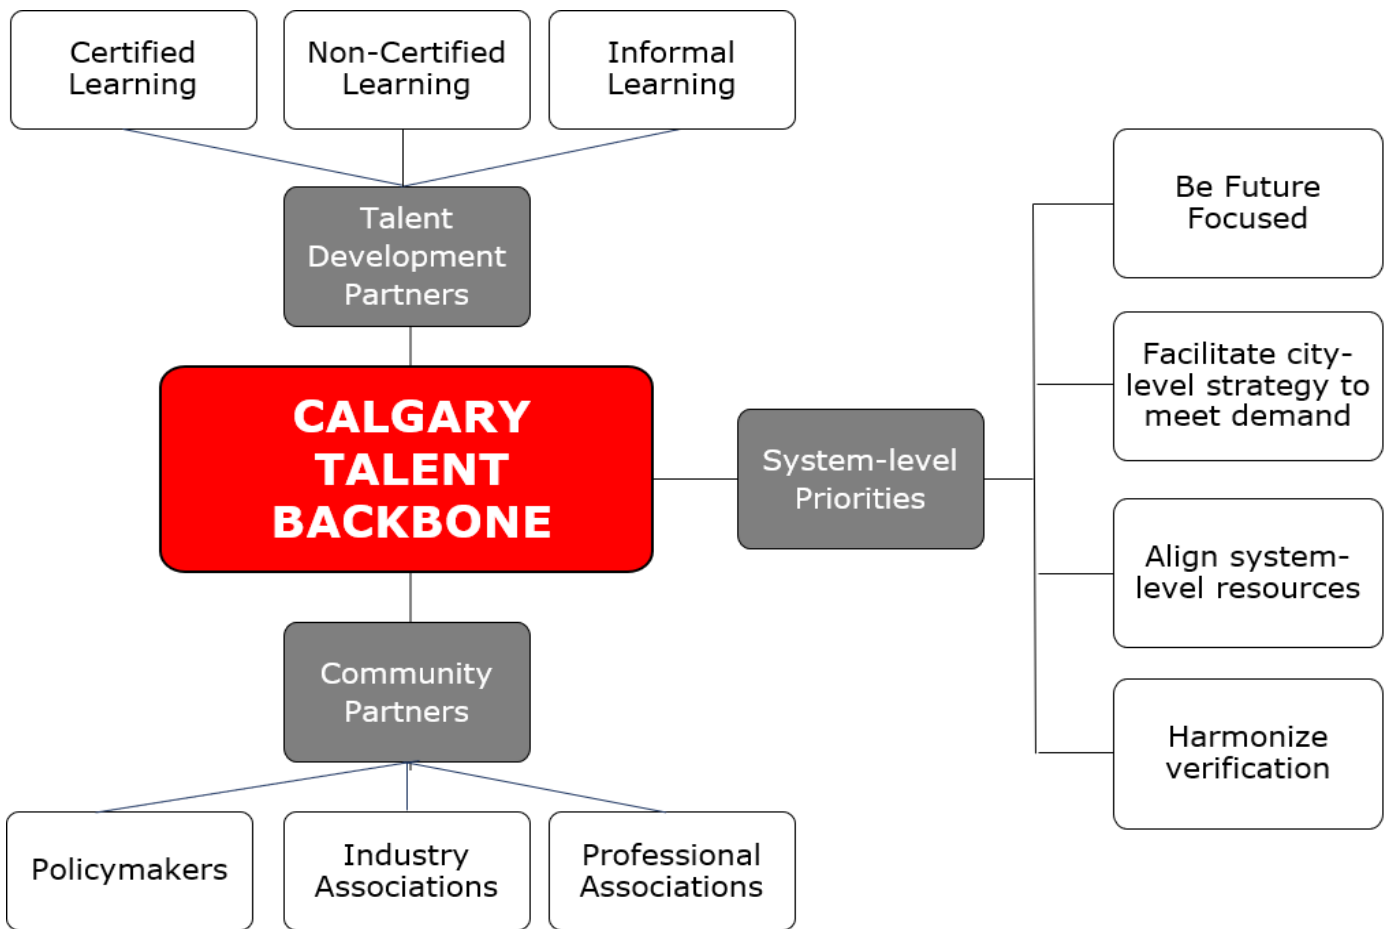 Certified
Learning
Non-Certified
Learning
Informal
Learning
Talent
Development
Partners
CALGARY
TALENT
BACKBONE
System-level
Priorities
Be Future
Focused
Facilitate city-
level strategy to
meet demand
Align system-
level resources
Harmonize
verification
Community
Partners
Policymakers
Industry
Associations
Professional
Associations